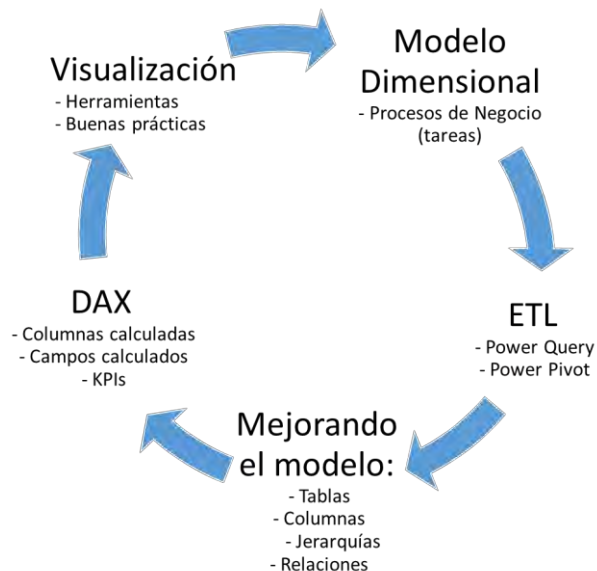 Modelo
Dimensional
- Procesos de Negocio
(tareas)
ETL
- Power Query
- Power Pivot
Mejorando
el modelo:
- Tablas
- Columnas
- Jerarquías
- Relaciones
DAX
- Columnas calculadas
- Campos calculados
- KPIs
Visualización
- Herramientas
- Buenas prácticas